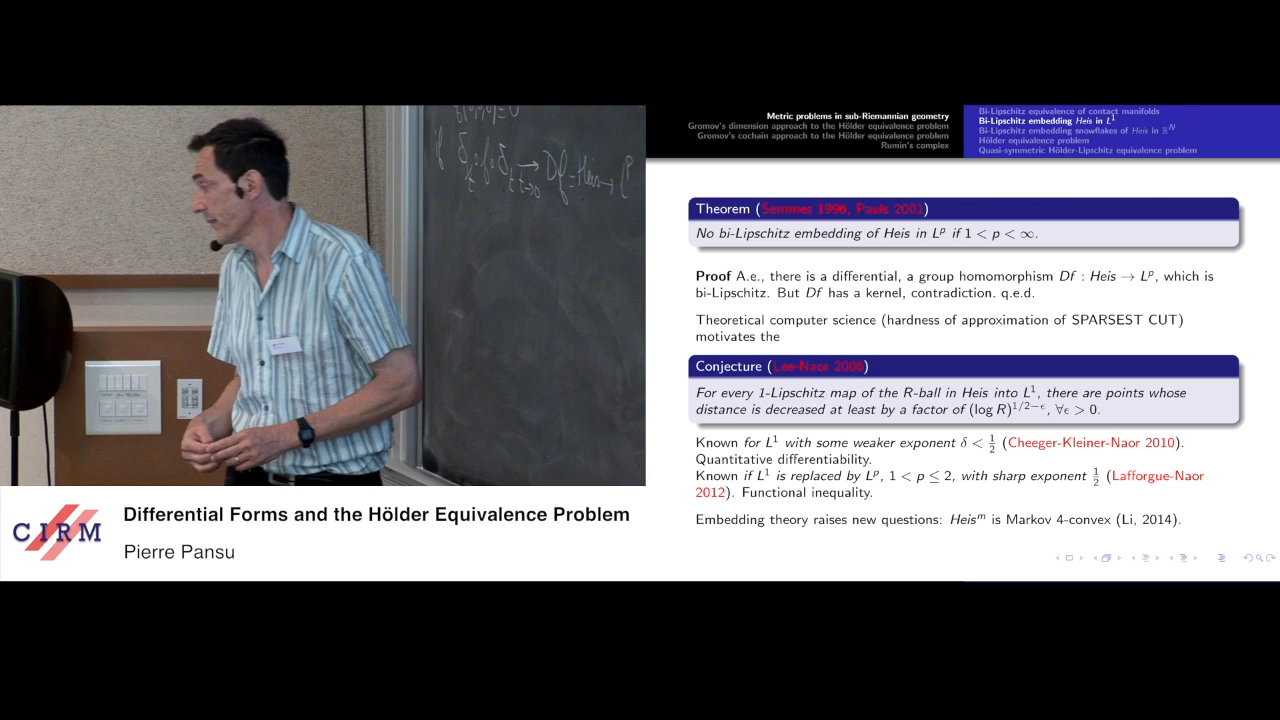 Metric problems in sub-Riemannian geometry
Gromov's dimension approach to the Hölder equivalence problem
Gromov's cochain approach to the Hölder equivalence problem
Rumin's complex
Bi-Lipschitz equivalence of contact manifolds
Bi-Lipschitz embedding Heis in L¹
Bi-Lipschitz embedding snowflakes of Heis in ℝᴺ
Hölder equivalence problem
Quasi-symmetric Hölder-Lipschitz equivalence problem
Theorem (Semmes 1996, Pauls 2001)
No bi-Lipschitz embedding of Heis in Lᵖ if 1 < p < ∞.
Proof A.e., there is a differential, a group homomorphism Df : Heis → Lᵖ, which is
bi-Lipschitz. But Df has a kernel, contradiction. q.e.d.
Theoretical computer science (hardness of approximation of SPARSEST CUT)
motivates the
Conjecture (Lee-Naor 2006)
For every 1-Lipschitz map of the R-ball in Heis into L¹, there are points whose
distance is decreased at least by a factor of (log R)^{1/2−ϵ}, ∀ϵ > 0.
Known for L¹ with some weaker exponent δ < 1/2 (Cheeger-Kleiner-Naor 2010).
Quantitative differentiability.
Known if L¹ is replaced by Lᵖ, 1 < p ≤ 2, with sharp exponent 1/2 (Lafforgue-Naor
2012). Functional inequality.
Embedding theory raises new questions: Heisᵐ is Markov 4-convex (Li, 2014).
CIRM
Differential Forms and the Hölder Equivalence Problem
Pierre Pansu